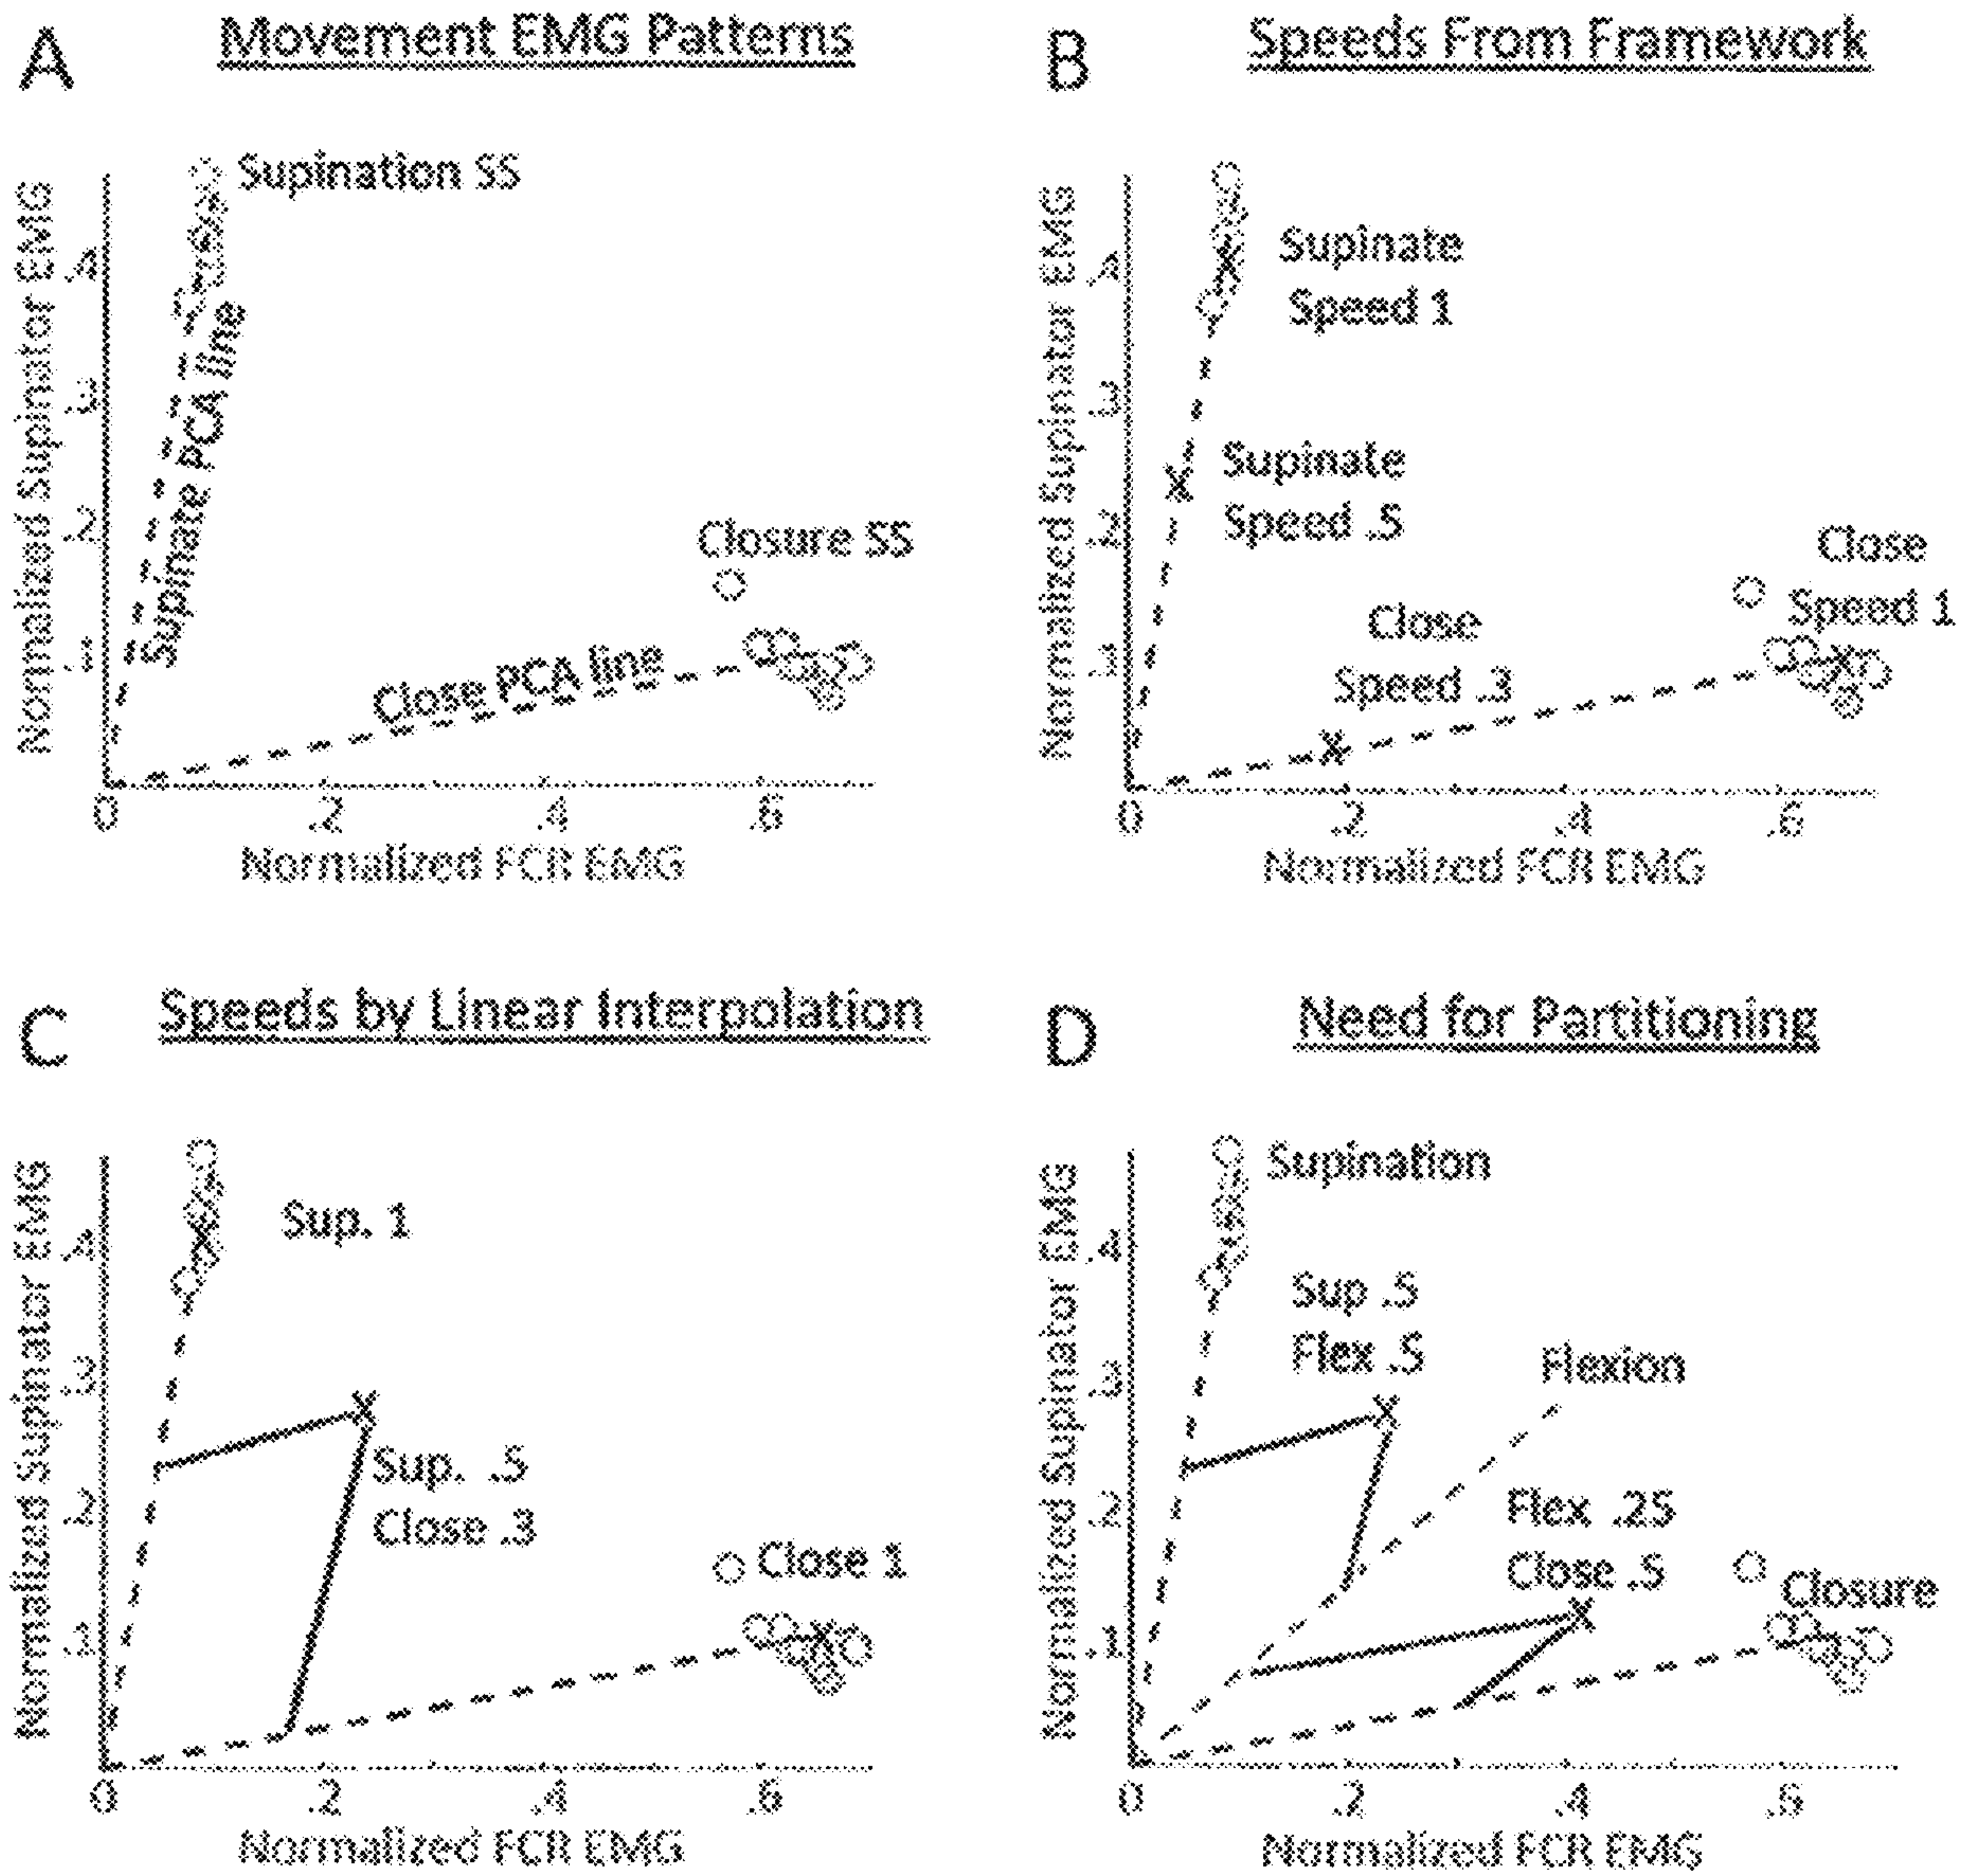 A
Movement EMG Patterns
Supination SS
Normalized Supinator EMG
.4
.3
.2
.1
Supinate PCA line
Closure SS
Close PCA line
0
.2
.4
.6
Normalized FCR EMG
B
Speeds From Framework
Normalized Supinator EMG
.4
.3
.2
.1
Supinate
Speed 1
Supinate
Speed .5
Close
Speed 1
Close
Speed .3
0
.2
.4
.6
Normalized FCR EMG
C
Speeds by Linear Interpolation
Normalized Supinator EMG
.4
.3
.2
.1
Sup. 1
Sup. .5
Close .3
Close 1
0
.2
.4
.6
Normalized FCR EMG
D
Need for Partitioning
Normalized Supinator EMG
.4
.3
.2
.1
Supination
Sup .5
Flex .5
Flexion
Flex .25
Close .5
Closure
0
.2
.4
.6
Normalized FCR EMG